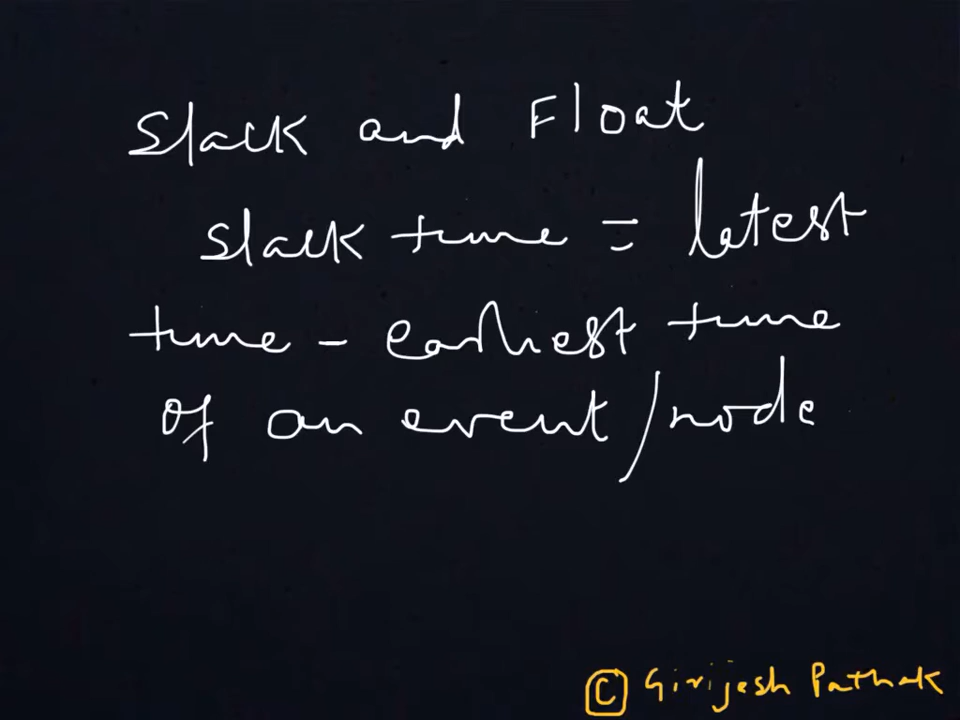 Slack and Float
slack time = latest
time - earliest time
of an event/node
© Girijesh Pathak